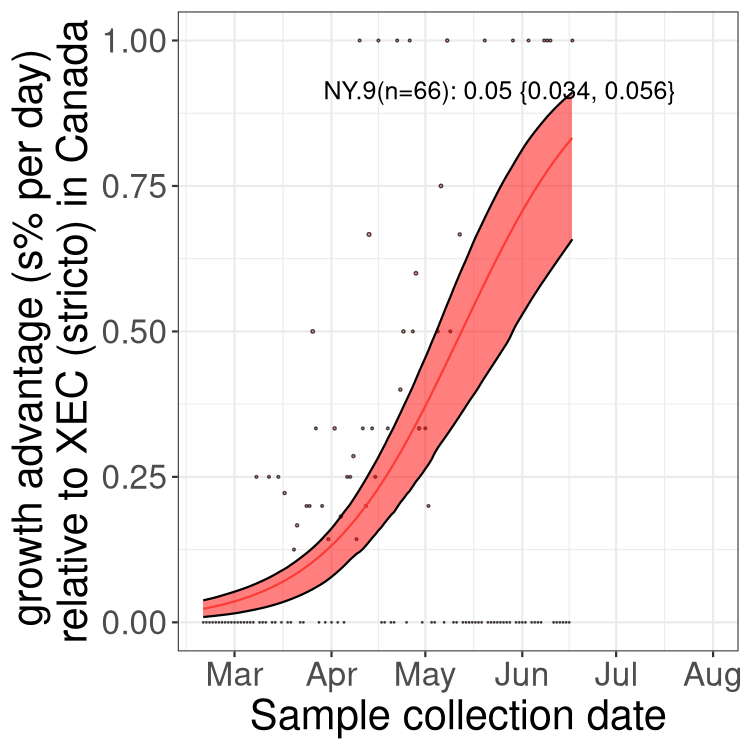 growth advantage (s% per day)
relative to XEC (stricto) in Canada
1.00
0.75
0.50
0.25
0.00
NY.9(n=66): 0.05 {0.034, 0.056}
Mar Apr May Jun Jul Aug
Sample collection date